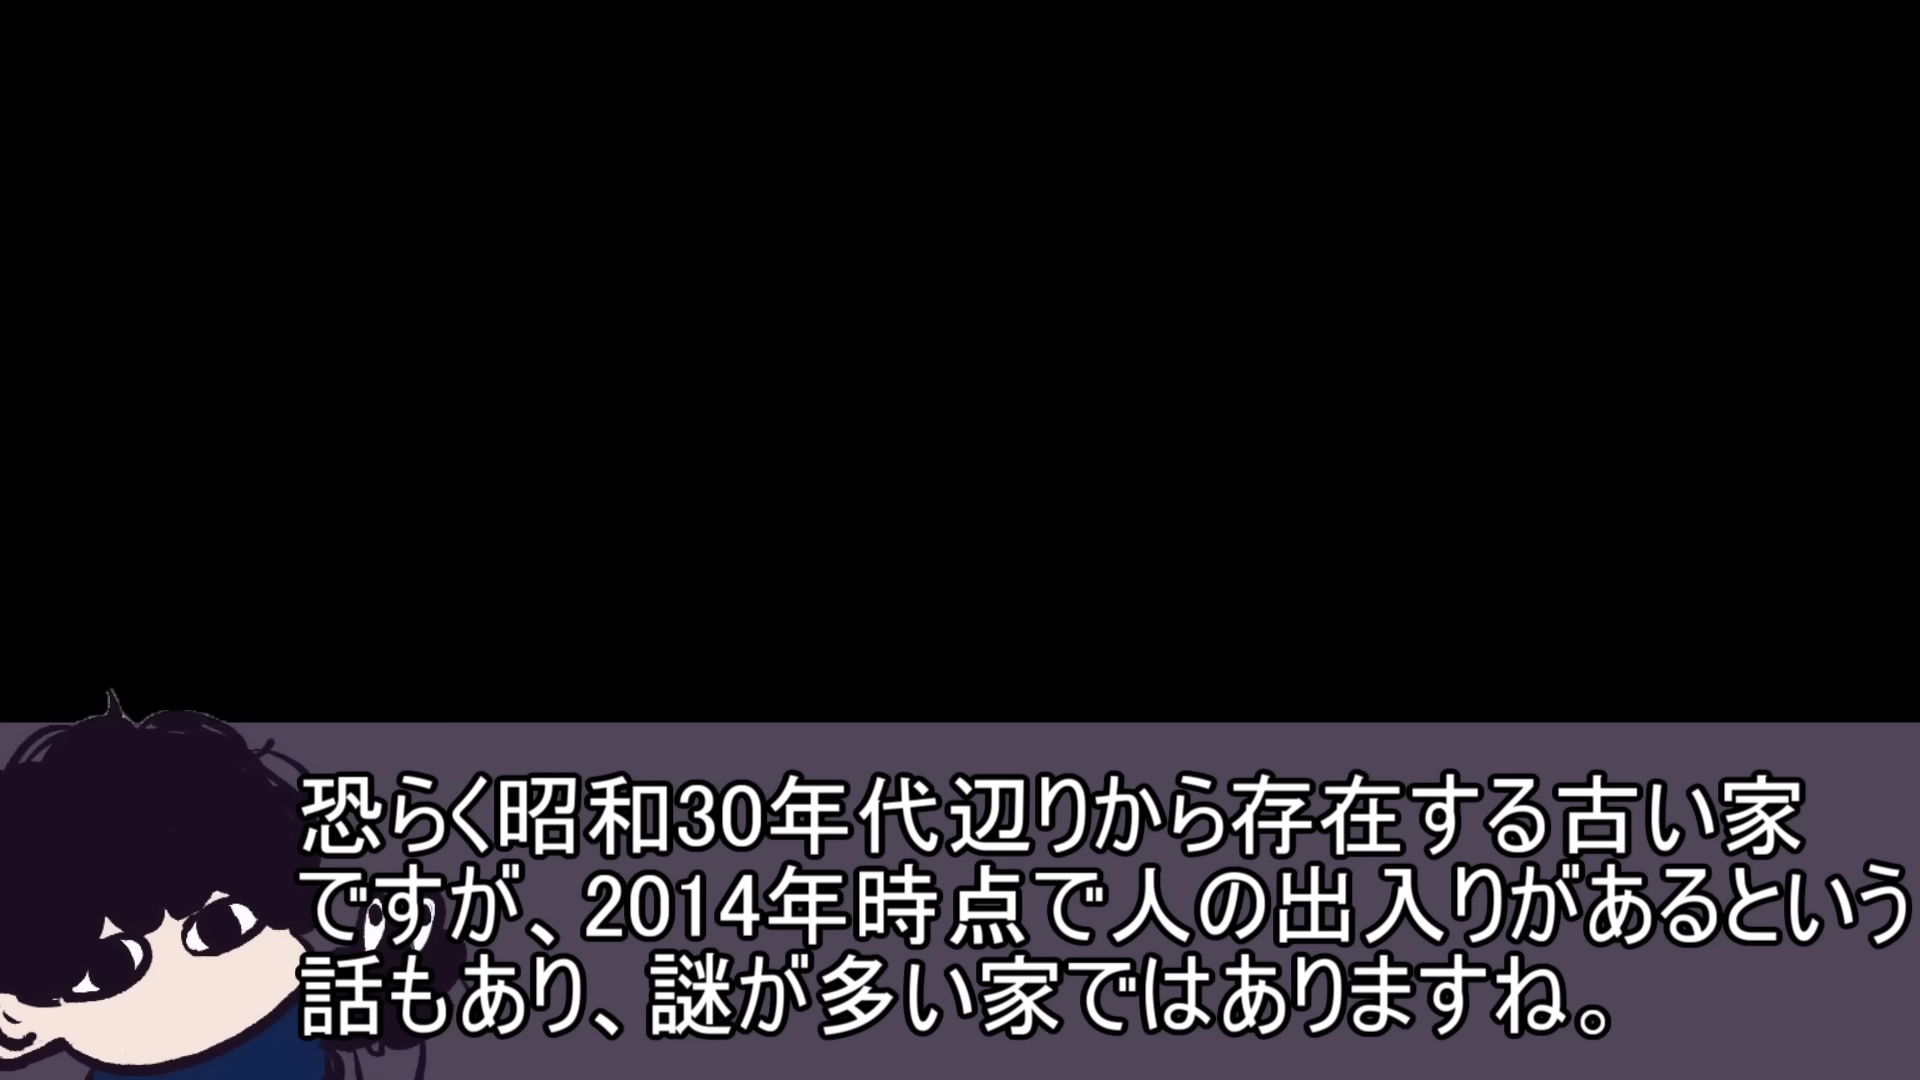 恐らく昭和30年代辺りから存在する古い家
ですが、2014年時点で人の出入りがあるという
話もあり、謎が多い家ではありますね。